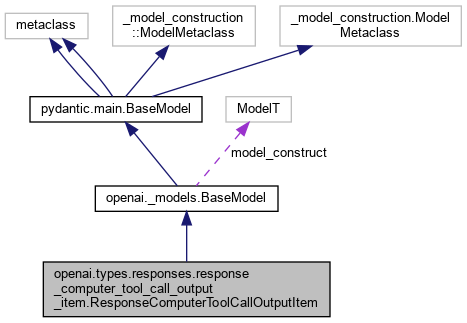 metaclass
_model_construction
::ModelMetaclass
_model_construction.Model
Metaclass
pydantic.main.BaseModel
ModelT
model_construct
openai._models.BaseModel
openai.types.responses.response
_computer_tool_call_output
_item.ResponseComputerToolCallOutputItem